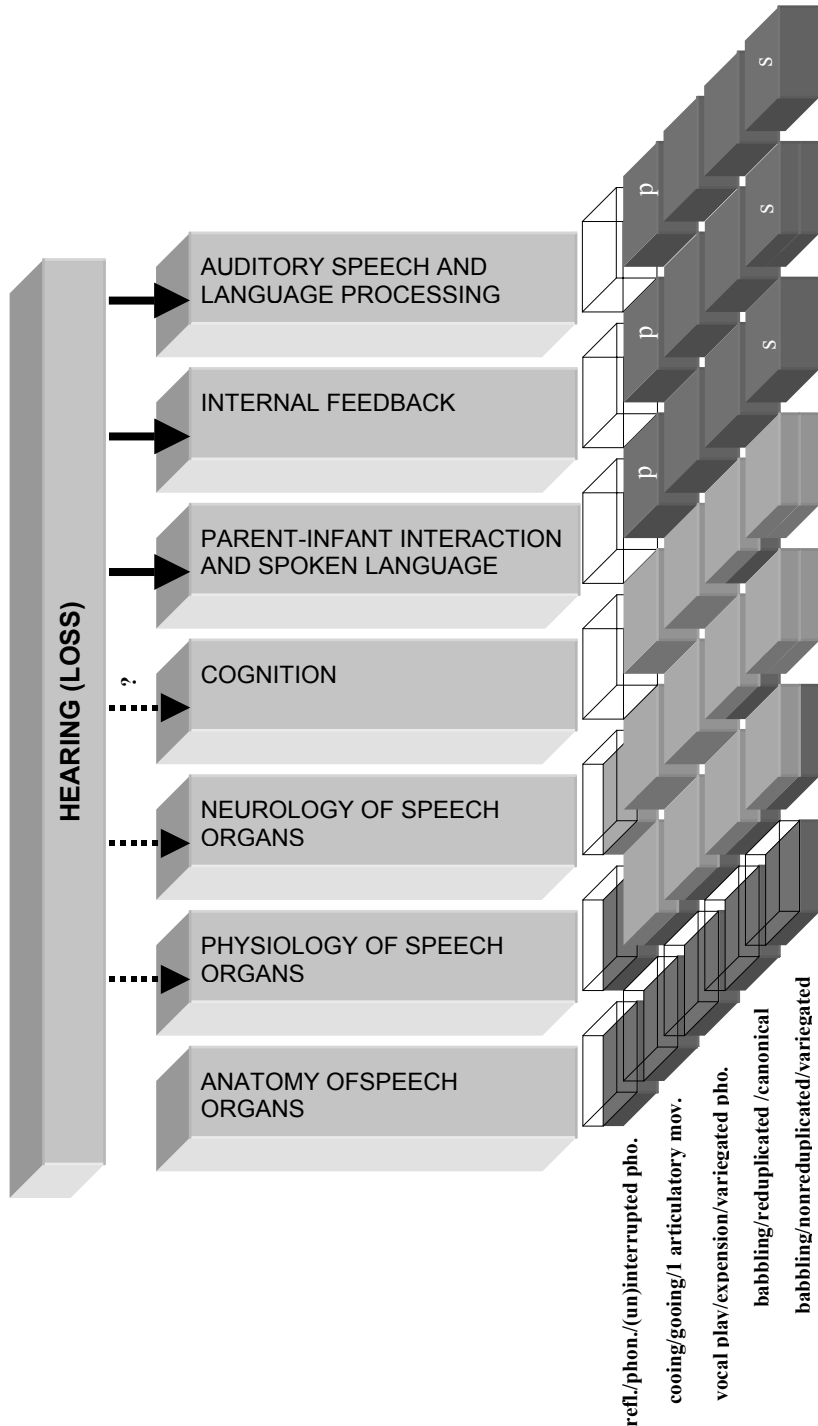 HEARING (LOSS)
?
AUDITORY SPEECH AND
LANGUAGE PROCESSING
INTERNAL FEEDBACK
PARENT-INFANT INTERACTION
AND SPOKEN LANGUAGE
COGNITION
NEUROLOGY OF SPEECH
ORGANS
PHYSIOLOGY OF SPEECH
ORGANS
ANATOMY OFSPEECH
ORGANS
p
p
p
s
s
s
refl./phon./(un)interrupted pho.
cooing/gooing/1 articulatory mov.
vocal play/expension/variegated pho.
babbling/reduplicated /canonical
babbling/nonreduplicated/variegated